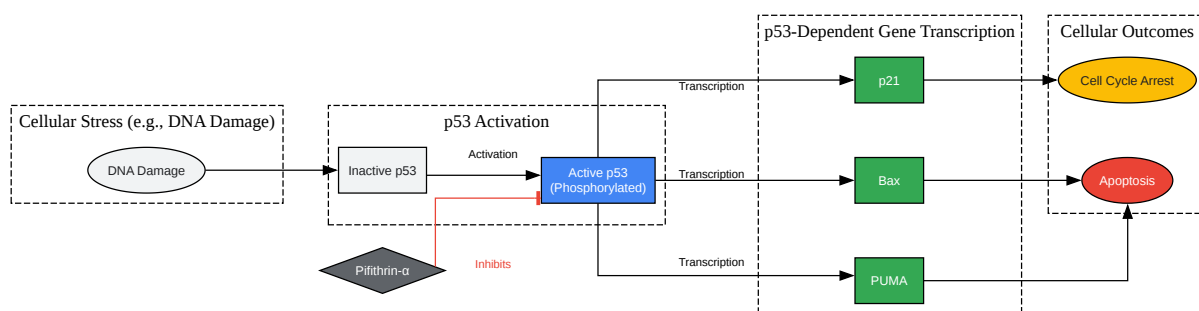 p53-Dependent Gene Transcription
Cellular Outcomes
p21
Cell Cycle Arrest
Transcription
Cellular Stress (e.g., DNA Damage)
p53 Activation
DNA Damage
Inactive p53
Activation
Active p53
(Phosphorylated)
Transcription
Bax
Apoptosis
Pifithrin-α
Inhibits
Transcription
PUMA